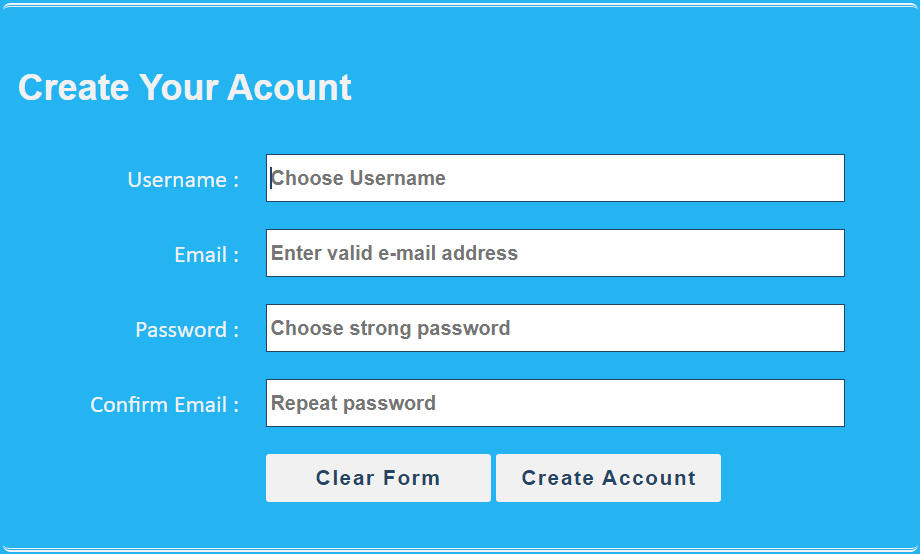 Create Your Acount
Username : Choose Username
Email : Enter valid e-mail address
Password : Choose strong password
Confirm Email : Repeat password
Clear Form Create Account